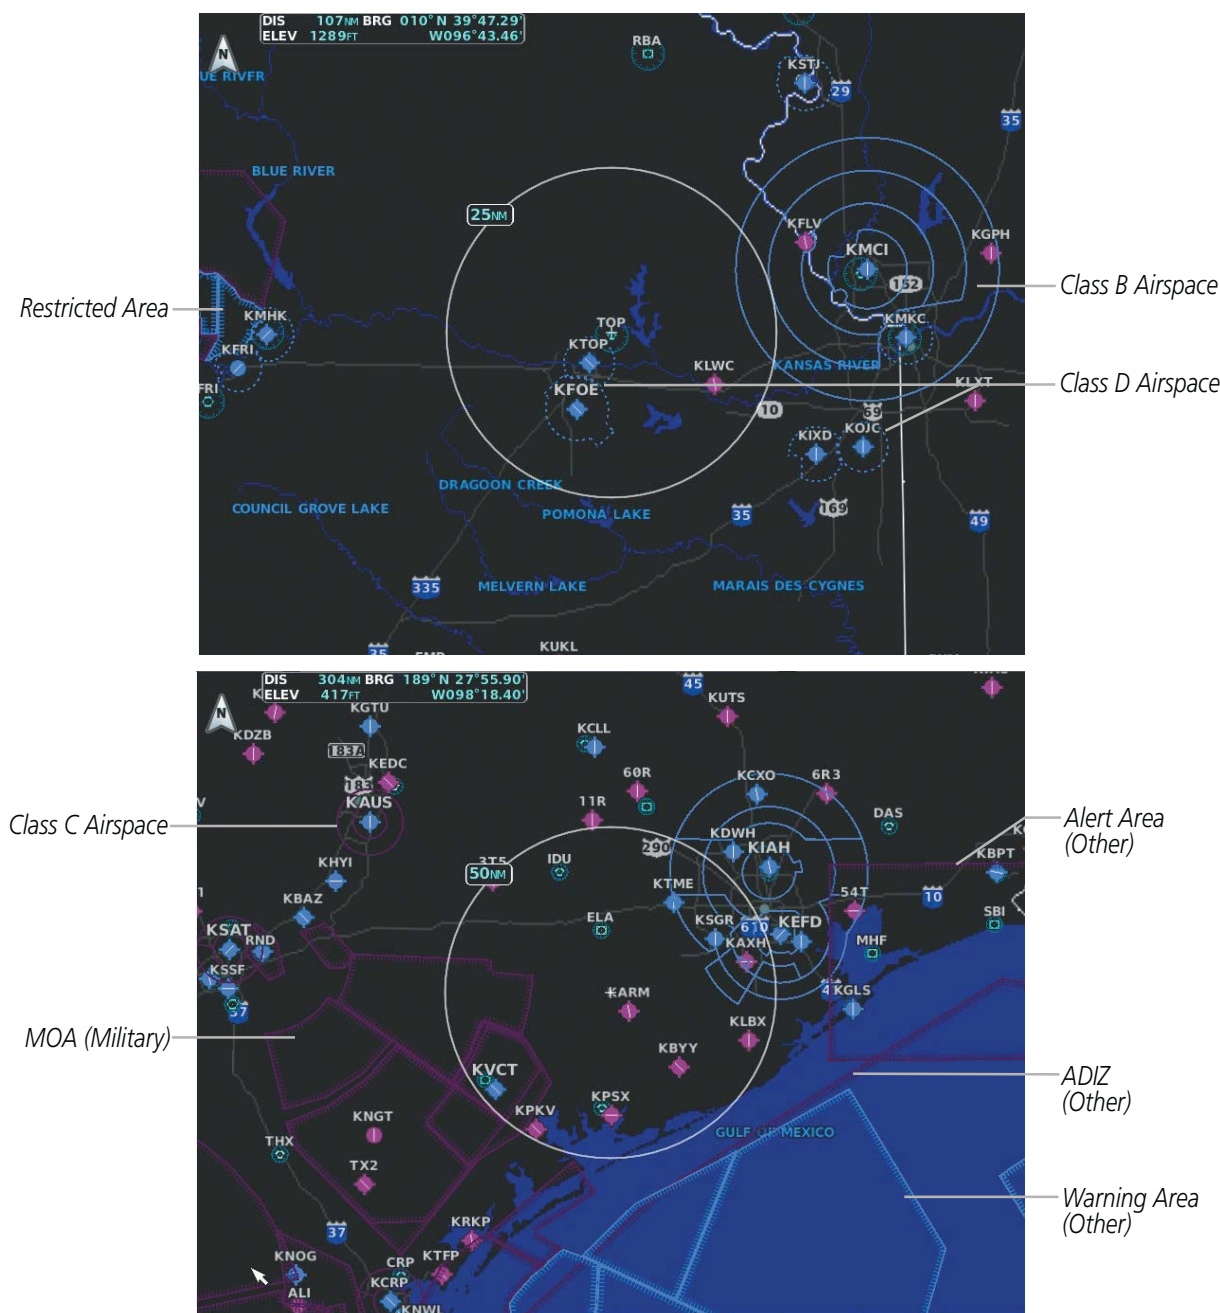 DIS 107NM BRG 010° N 39°47.29'
ELEV 1289FT W096°43.46'
N
RBA
KSTJ
29
35
BLUE RIVER
25NM
KFLV
KMCI
KGPH
152
Class B Airspace
Restricted Area
KMHK
KFRI
FRI
TOP
KTOP
KMKC
KLWC
KANSAS RIVER
KFOE
KLXT
Class D Airspace
10
69
KIXD
KOJC
DRAGOON CREEK
COUNCIL GROVE LAKE
POMONA LAKE
35
169
49
335
MELVERN LAKE
MARAIS DES CYGNES
KUKL
35
DIS 304NM BRG 189° N 27°55.90'
ELEV 417FT W098°18.40'
N
45
KGTU
KUTS
KDZB
183A
KCLL
KEDC
183
60R
KCXO
6R3
KAUS
11R
DAS
Class C Airspace
Alert Area
(Other)
290
KDWH
KIAH
KBPT
3T5
IDU
50NM
KHYI
KTME
54T
10
KBAZ
ELA
KSGR
610
KEFD
SBI
KSAT
RND
KAXH
MHF
KSSF
37
KARM
KGLS
MOA (Military)
KLBX
KBYY
KVCT
ADIZ
(Other)
KPSX
KPKV
KNGT
GULF OF MEXICO
THX
TX2
Warning Area
(Other)
37
KRKP
KNOG
CRP
KTFP
ALI
KCRP
KNWL